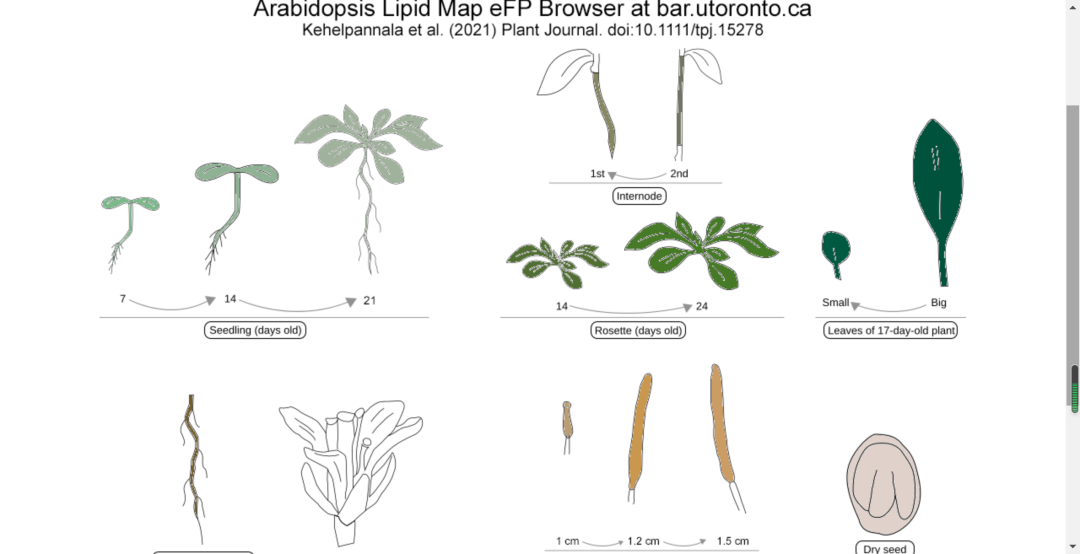 Arabidopsis Lipid Map eFP Browser at bar.utoronto.ca
Kehelpannala et al. (2021) Plant Journal. doi:10.1111/tpj.15278
1st 2nd
Internode
7 14 21
Seedling (days old)
14 24
Rosette (days old)
Small Big
Leaves of 17-day-old plant
1 cm 1.2 cm 1.5 cm
Dry seed